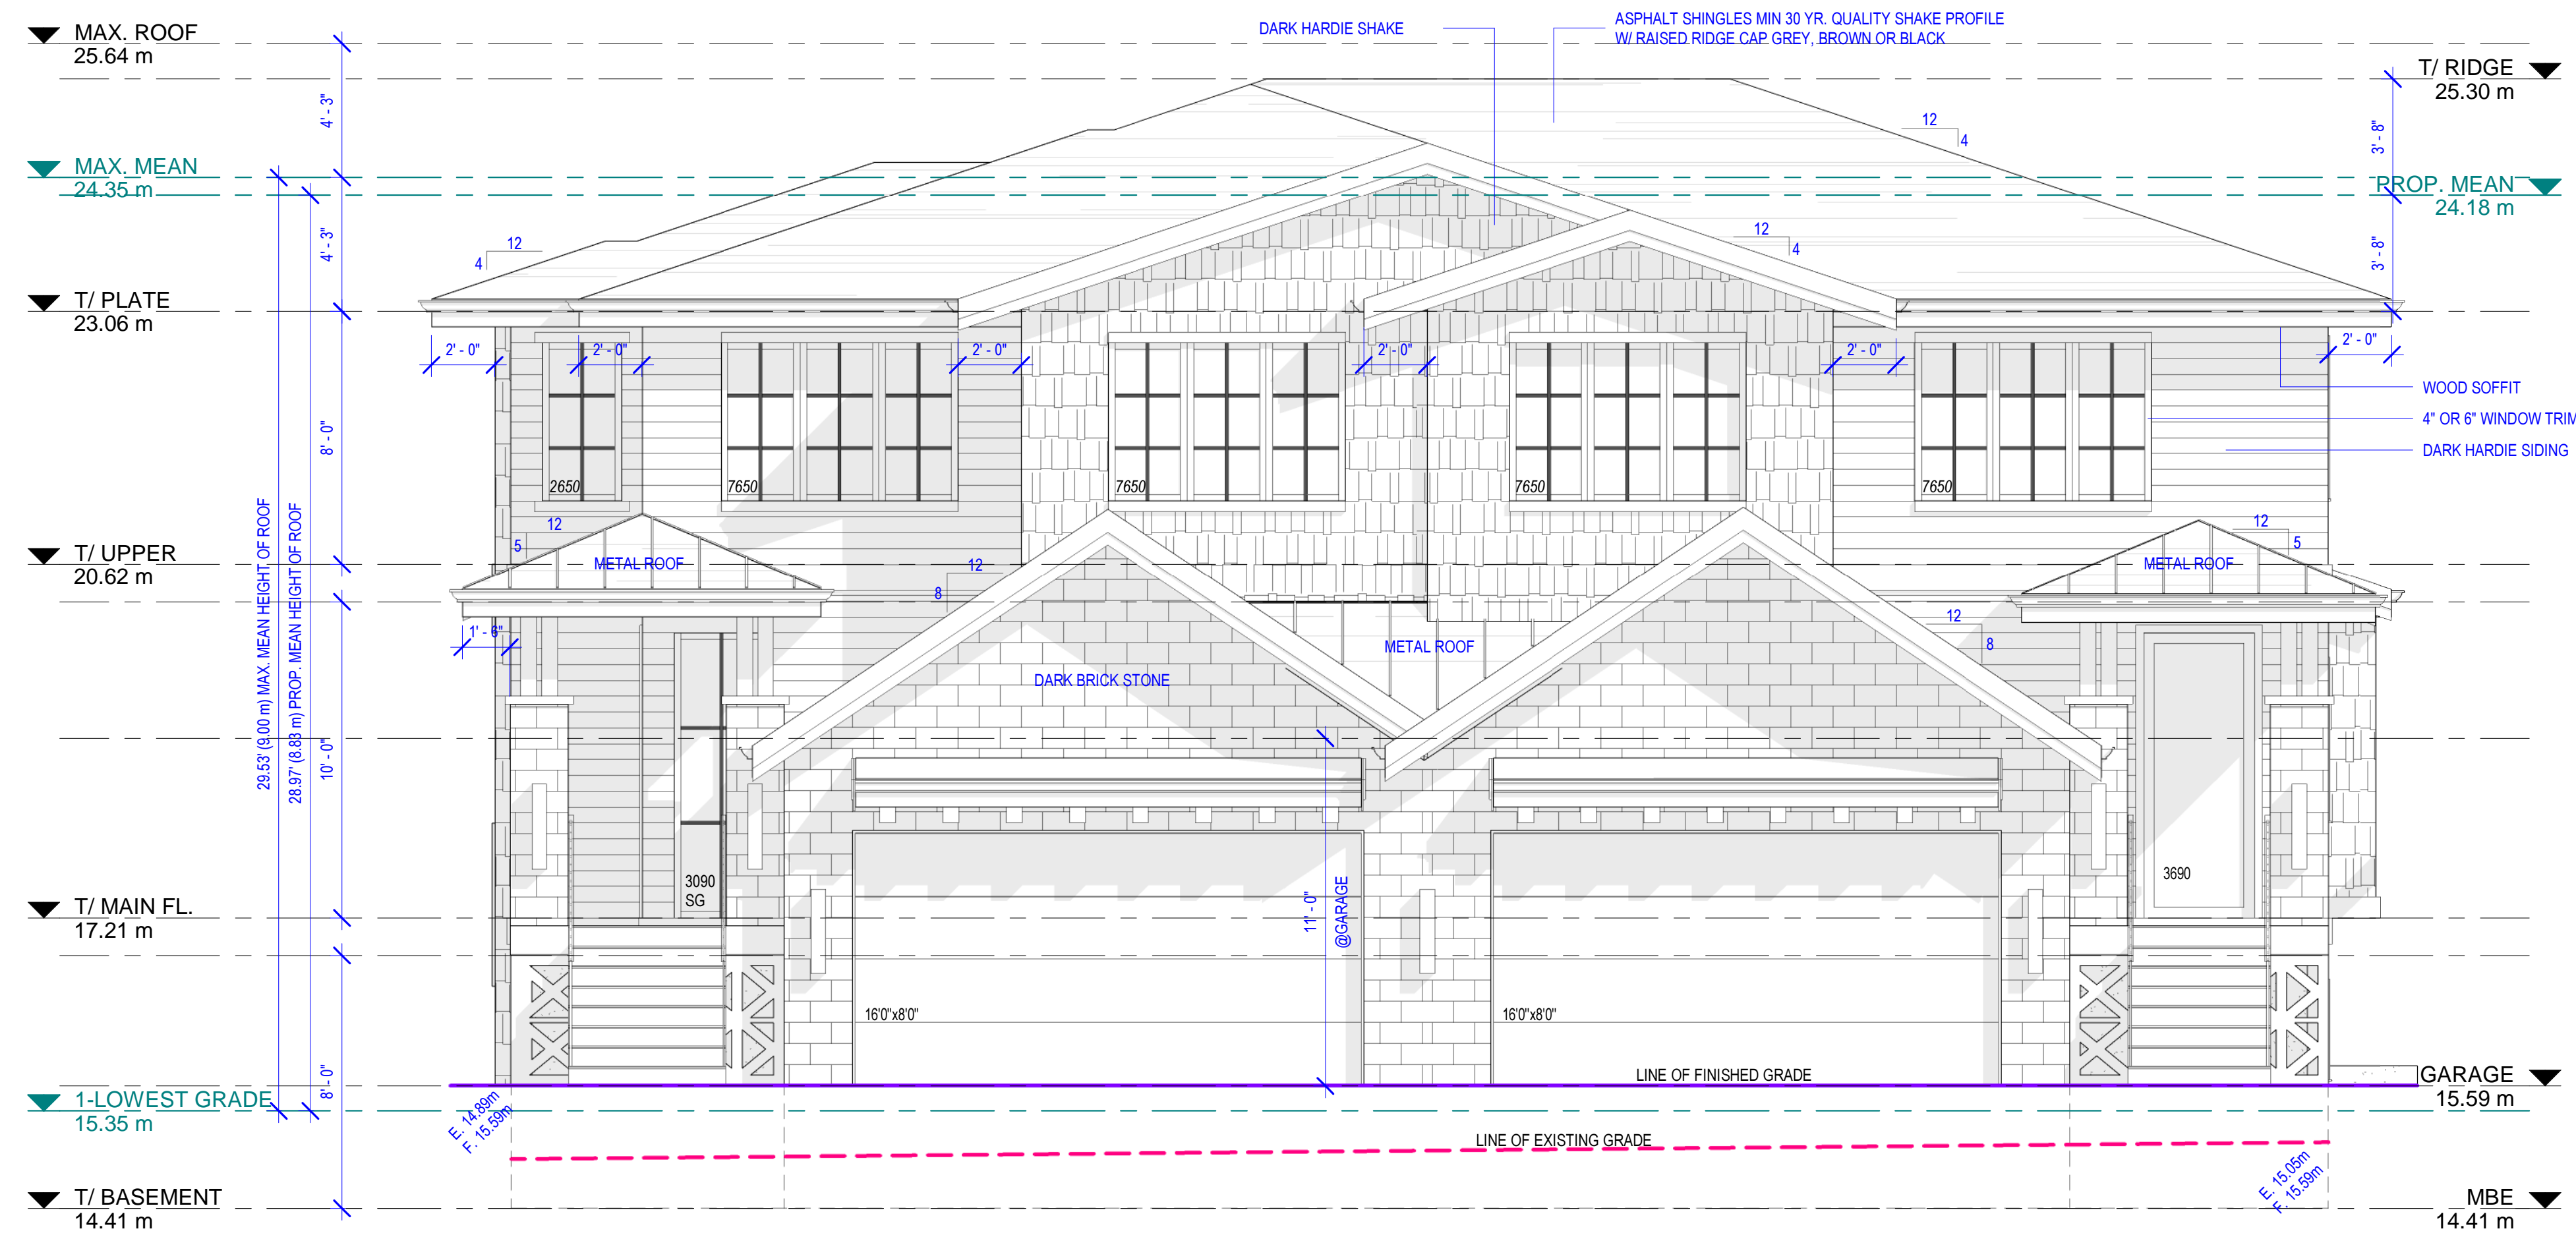 MAX. ROOF
25.64 m
DARK HARDIE SHAKE
ASPHALT SHINGLES MIN 30 YR. QUALITY SHAKE PROFILE
W/ RAISED RIDGE CAP GREY, BROWN OR BLACK
T/ RIDGE
25.30 m
4' - 3"
12
4
3' - 8"
MAX. MEAN
24.35 m
PROP. MEAN
24.18 m
4' - 3"
12
4
12
4
3' - 8"
T/ PLATE
23.06 m
2' - 0"
2' - 0"
2' - 0"
2' - 0"
2' - 0"
2' - 0"
WOOD SOFFIT
4" OR 6" WINDOW TRIM
DARK HARDIE SIDING
8' - 0"
2650
7650
7650
7650
7650
29.53' (9.00 m) MAX. MEAN HEIGHT OF ROOF
28.97' (8.83 m) PROP. MEAN HEIGHT OF ROOF
T/ UPPER
20.62 m
12
5
METAL ROOF
12
8
12
5
METAL ROOF
1' - 6"
METAL ROOF
12
8
DARK BRICK STONE
10' - 0"
3090
SG
3690
11' - 0"
@GARAGE
T/ MAIN FL.
17.21 m
16'0"x8'0"
16'0"x8'0"
8' - 0"
LINE OF FINISHED GRADE
GARAGE
15.59 m
1-LOWEST GRADE
15.35 m
E. 14.89m
F. 15.59m
LINE OF EXISTING GRADE
E. 15.05m
F. 15.59m
T/ BASEMENT
14.41 m
MBE
14.41 m